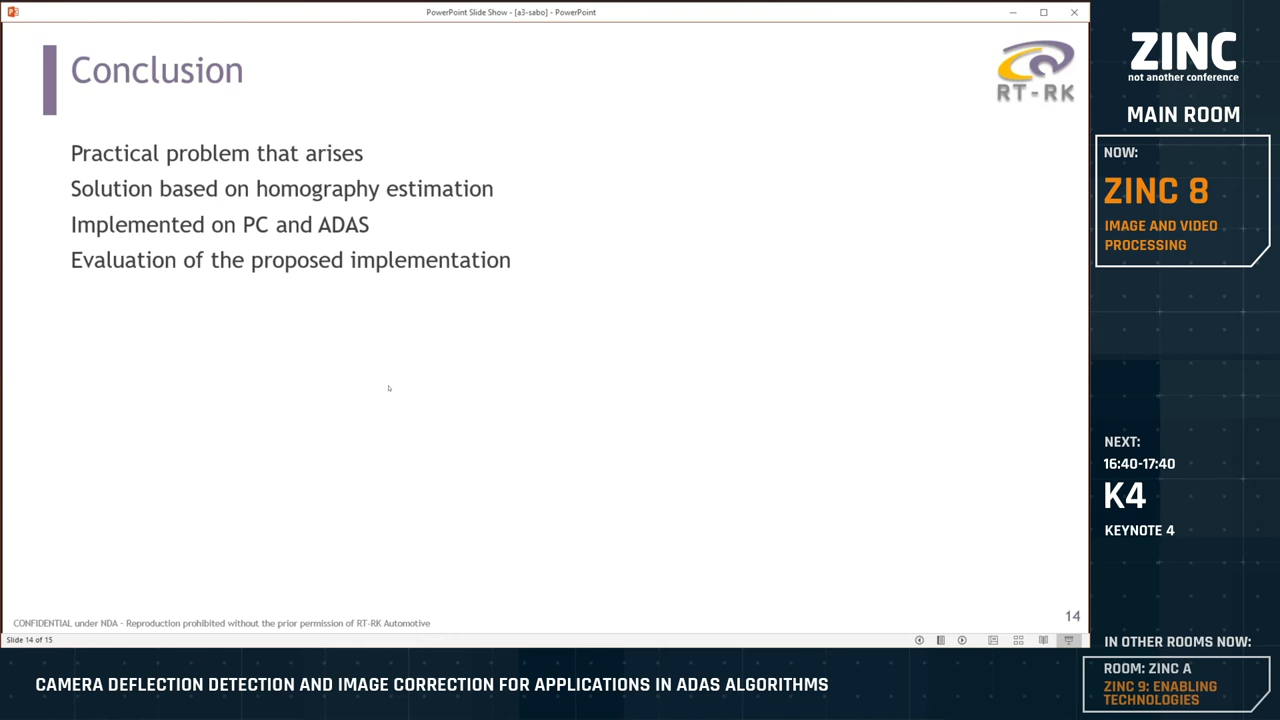 PowerPoint Slide Show - [a3-sabo] - PowerPoint
Conclusion
RT-RK
Practical problem that arises
Solution based on homography estimation
Implemented on PC and ADAS
Evaluation of the proposed implementation
CONFIDENTIAL under NDA - Reproduction prohibited without the prior permission of RT-RK Automotive
14
Slide 14 of 15
ZINC
not another conference
MAIN ROOM
NOW:
ZINC 8
IMAGE AND VIDEO
PROCESSING
NEXT:
16:40-17:40
K4
KEYNOTE 4
IN OTHER ROOMS NOW:
ROOM: ZINC A
ZINC 9: ENABLING
TECHNOLOGIES
CAMERA DEFLECTION DETECTION AND IMAGE CORRECTION FOR APPLICATIONS IN ADAS ALGORITHMS